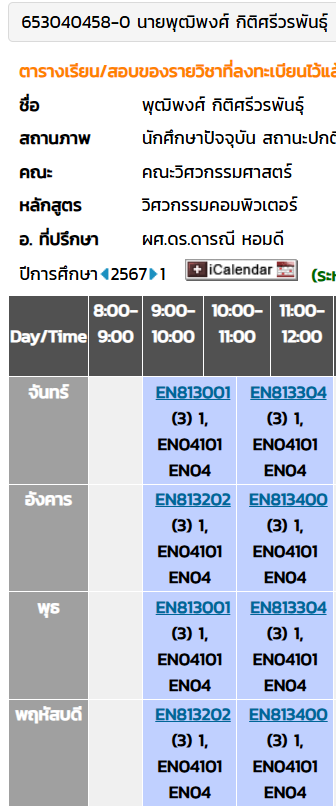 653040458-0 นายพุฒิพงศ์ กิติศรีวรพันธุ์
ตารางเรียน/สอบของรายวิชาที่ลงทะเบียนไว้แล้
ชื่อ พุฒิพงศ์ กิติศรีวรพันธุ์
สถานภาพ นักศึกษาปัจจุบัน สถานะปกติ
คณะ คณะวิศวกรรมศาสตร์
หลักสูตร วิศวกรรมคอมพิวเตอร์
อ. ที่ปรึกษา ผศ.ดร.ดารณี หอมดี
ปีการศึกษา 2567 1 iCalendar (ระห
Day/Time 8:00-9:00 9:00-10:00 10:00-11:00 11:00-12:00
จันทร์ EN813001 EN813304
(3) 1, (3) 1,
EN04101 EN04101
EN04 EN04
อังคาร EN813202 EN813400
(3) 1, (3) 1,
EN04101 EN04101
EN04 EN04
พุธ EN813001 EN813304
(3) 1, (3) 1,
EN04101 EN04101
EN04 EN04
พฤหัสบดี EN813202 EN813400
(3) 1, (3) 1,
EN04101 EN04101
EN04 EN04